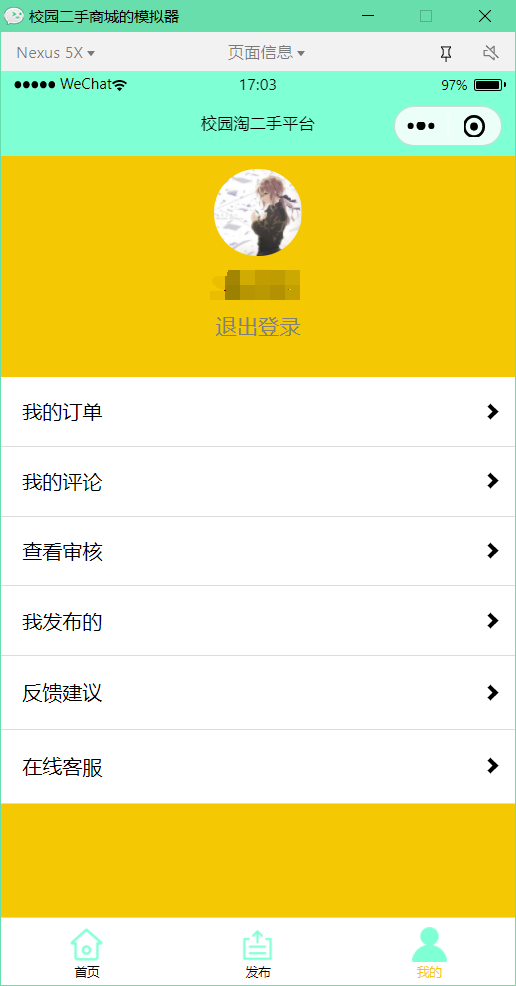 校园二手商城的模拟器
Nexus 5X 页面信息
WeChat 17:03 97%
校园淘二手平台
退出登录
我的订单
我的评论
查看审核
我发布的
反馈建议
在线客服
首页 发布 我的